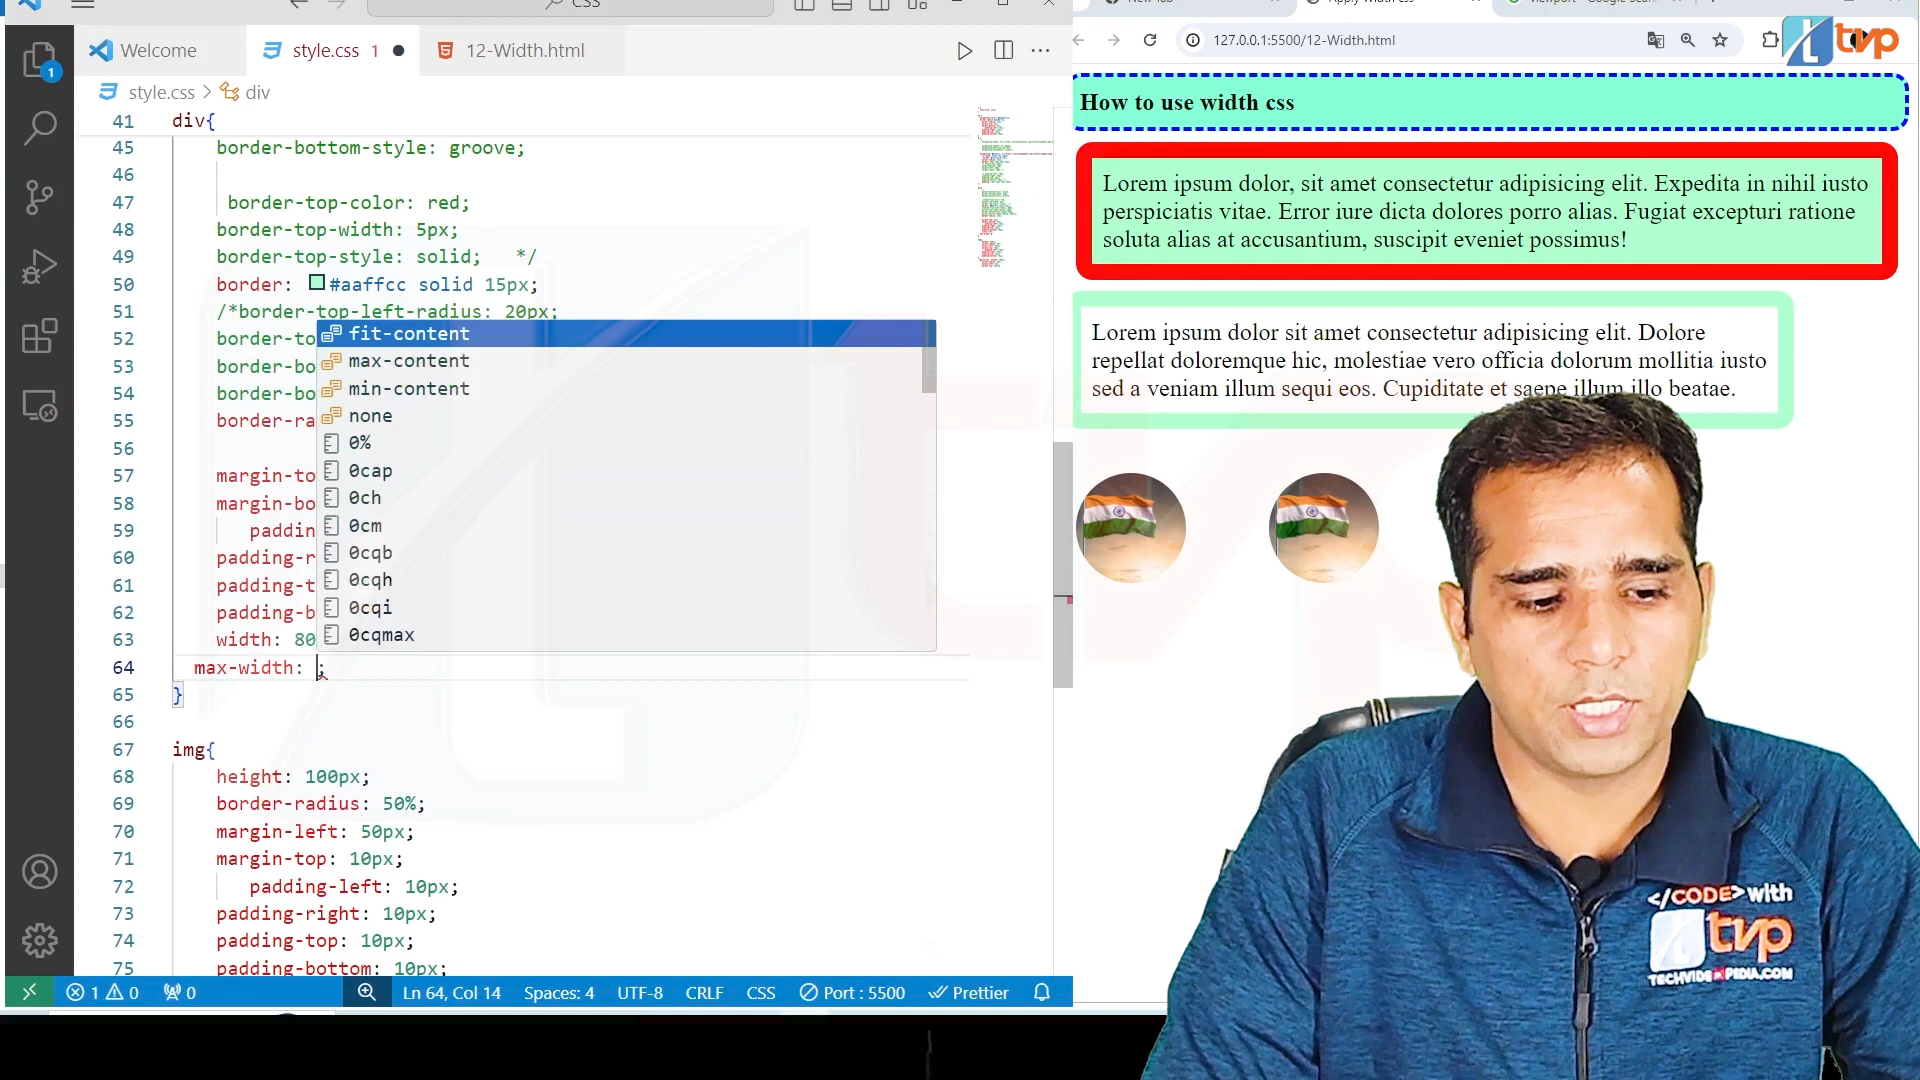 CSS
New Tab
Welcome
style.css 1
12-Width.html
127.0.0.1:5500/12-Width.html
tvp
style.css > div
41 div{
45 border-bottom-style: groove;
46
47 border-top-color: red;
48 border-top-width: 5px;
49 border-top-style: solid; */
50 border: #aaffcc solid 15px;
51 /*border-top-left-radius: 20px;
52 border-to
53 border-bo
54 border-bo
55 border-ra
56
57 margin-to
58 margin-bo
59 paddin
60 padding-r
61 padding-t
62 padding-b
63 width: 80
64 max-width: ;
65 }
66
67 img{
68 height: 100px;
69 border-radius: 50%;
70 margin-left: 50px;
71 margin-top: 10px;
72 padding-left: 10px;
73 padding-right: 10px;
74 padding-top: 10px;
75 padding-bottom: 10px;
fit-content
max-content
min-content
none
0%
0cap
0ch
0cm
0cqb
0cqh
0cqi
0cqmax
1
1 0 0
Ln 64, Col 14
Spaces: 4
UTF-8
CRLF
CSS
Port : 5500
Prettier
How to use width css
Lorem ipsum dolor, sit amet consectetur adipisicing elit. Expedita in nihil iusto
perspiciatis vitae. Error iure dicta dolores porro alias. Fugiat excepturi ratione
soluta alias at accusantium, suscipit eveniet possimus!
Lorem ipsum dolor sit amet consectetur adipisicing elit. Dolore
repellat doloremque hic, molestiae vero officia dolorum mollitia iusto
sed a veniam illum sequi eos. Cupiditate et saepe illum illo beatae.
</CODE>with
tvp
TECHVIDEOPEDIA.COM